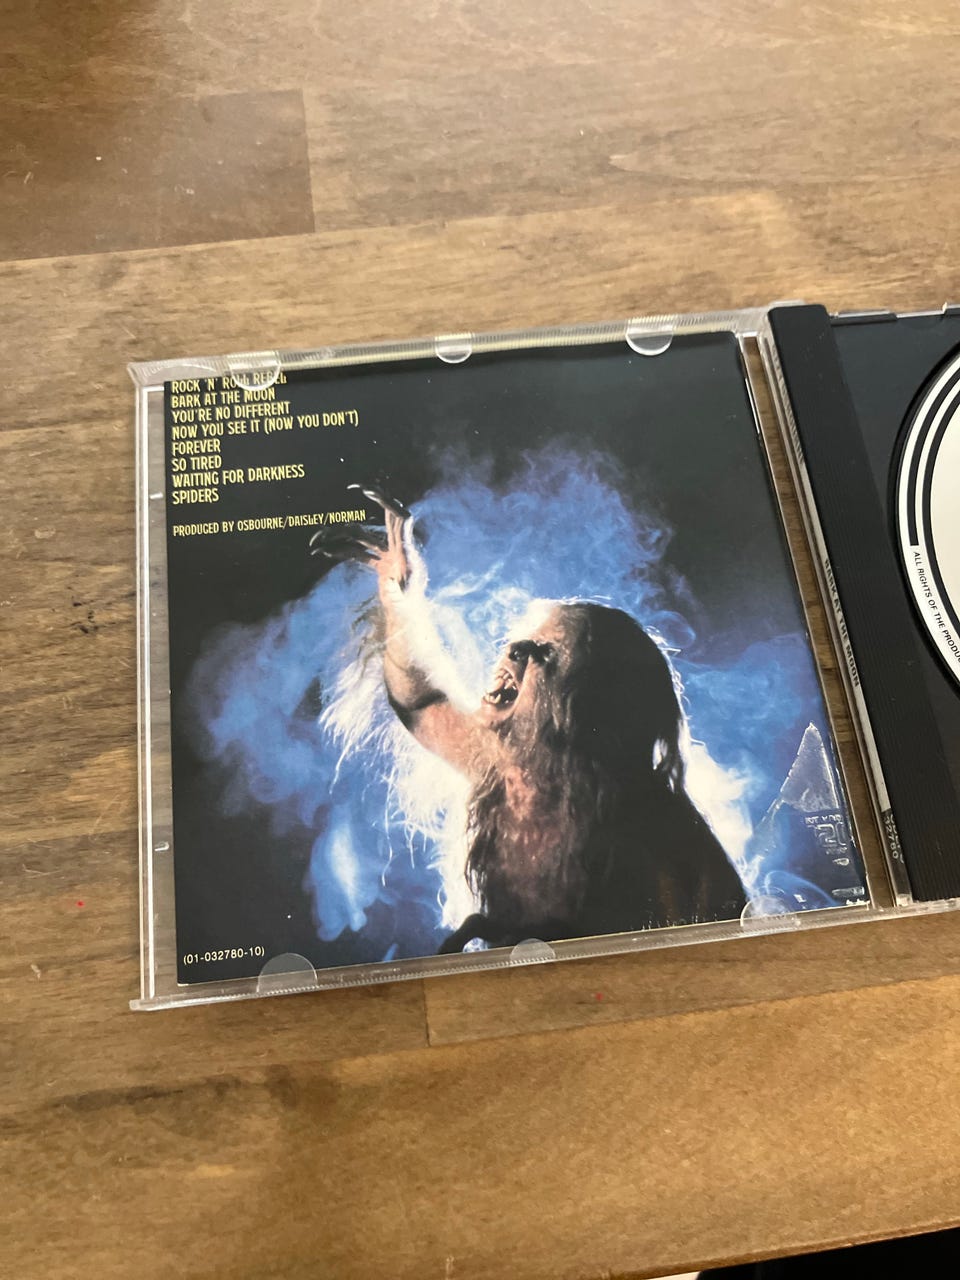 ROCK 'N' ROLL REBEL
BARK AT THE MOON
YOU'RE NO DIFFERENT
NOW YOU SEE IT (NOW YOU DON'T)
FOREVER
SO TIRED
WAITING FOR DARKNESS
SPIDERS
PRODUCED BY OSBOURNE/DAISLEY/NORMAN
(01-032780-10)
BARK AT THE MOON
32780
ALL RIGHTS OF THE PRODUC